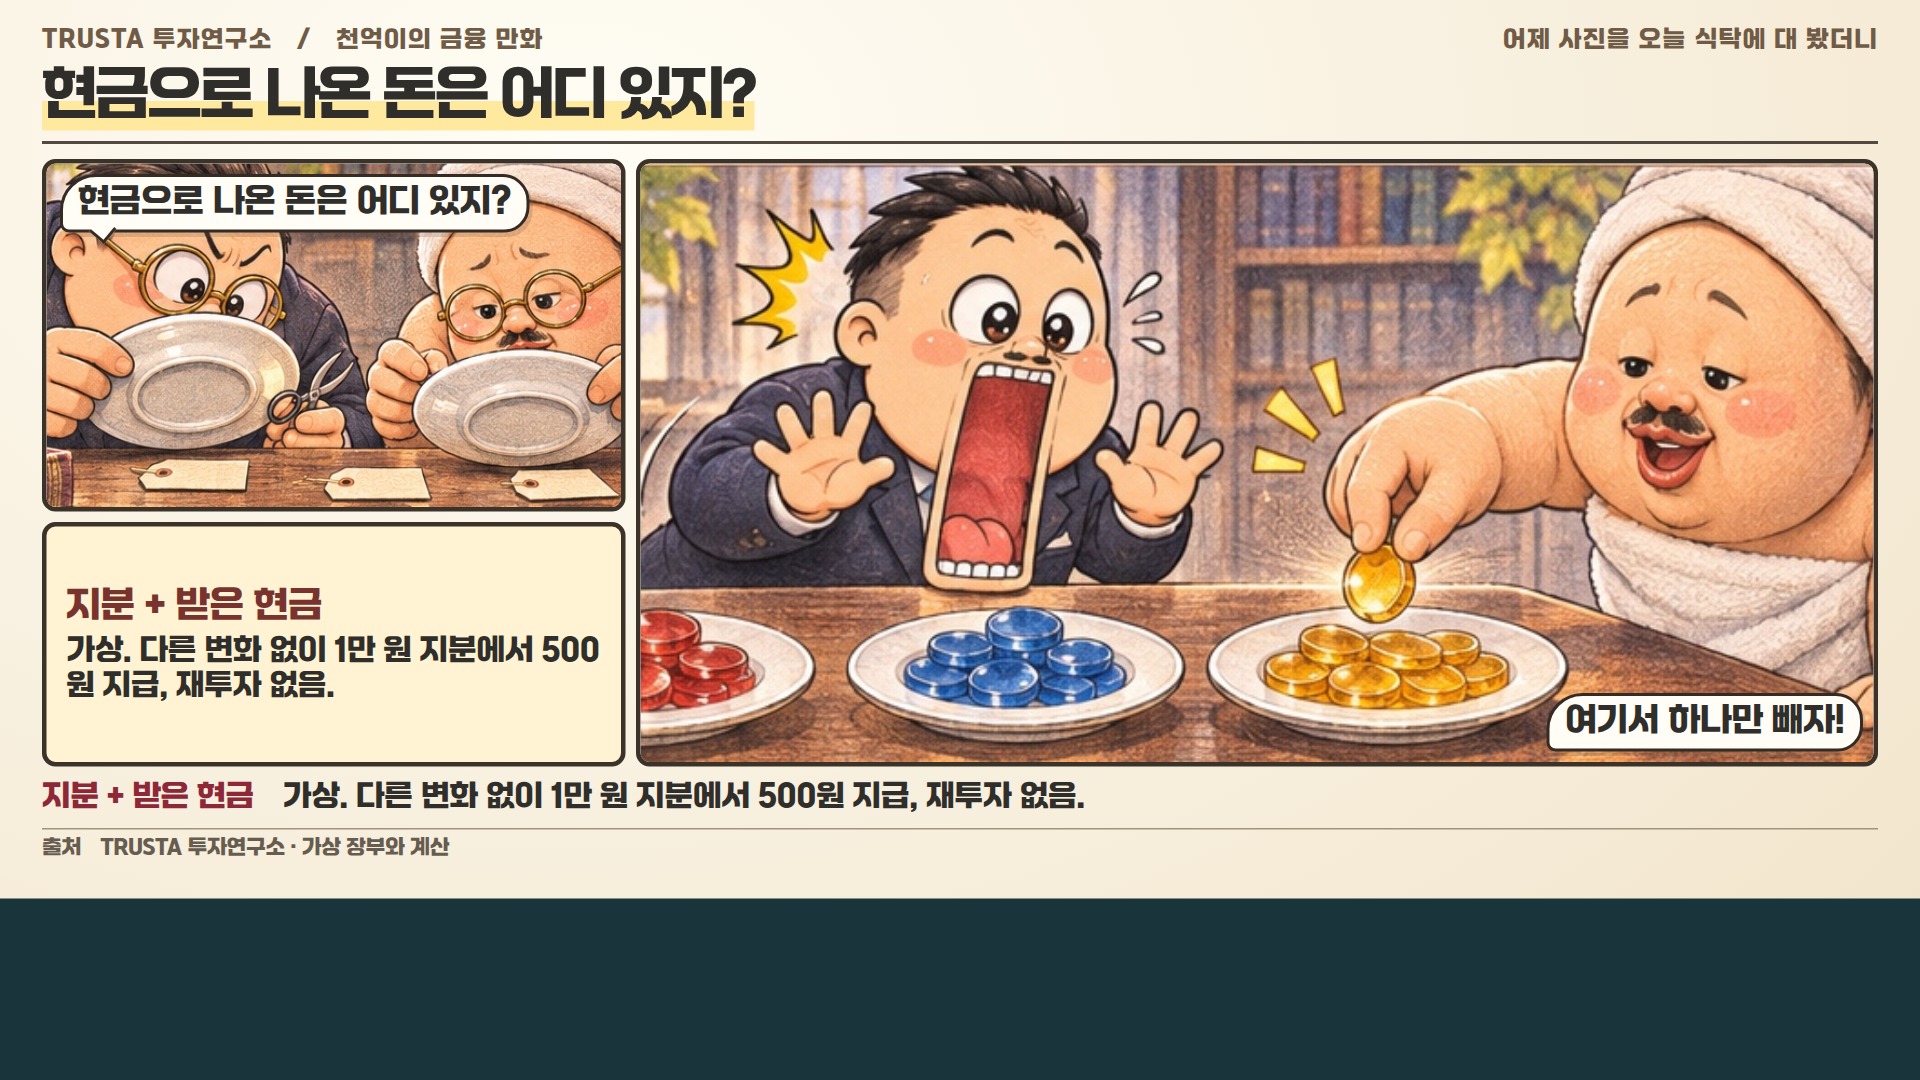 TRUSTA 투자연구소 / 천억이의 금융 만화
어제 사진을 오늘 식탁에 대 봤더니
현금으로 나온 돈은 어디 있지?
현금으로 나온 돈은 어디 있지?
여기서 하나만 빼자!
지분 + 받은 현금
가상. 다른 변화 없이 1만 원 지분에서 500
원 지급, 재투자 없음.
지분 + 받은 현금 가상. 다른 변화 없이 1만 원 지분에서 500원 지급, 재투자 없음.
출처 TRUSTA 투자연구소 · 가상 장부와 계산